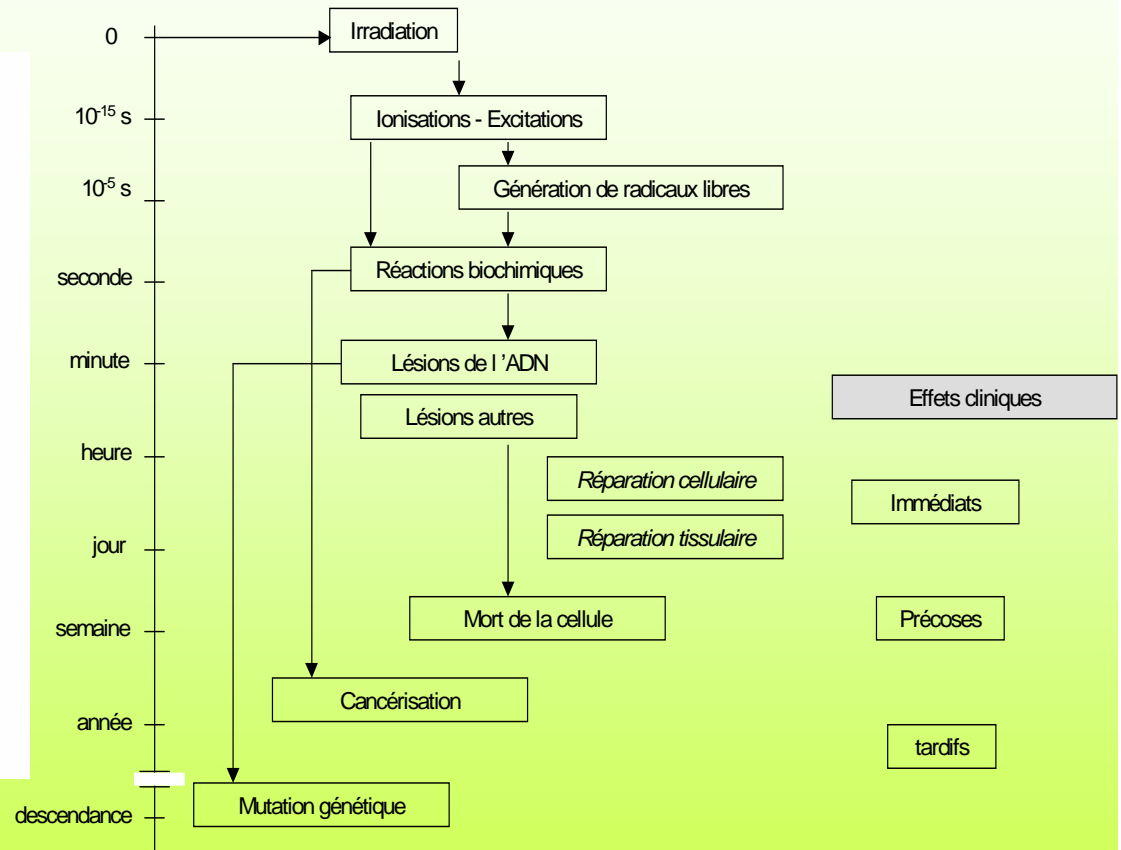 0
Irradiation
10-15 s
Ionisations - Excitations
10-5 s
Génération de radicaux libres
seconde
Réactions biochimiques
minute
Lésions de l 'ADN
Effets cliniques
Lésions autres
heure
Réparation cellulaire
Immédiats
jour
Réparation tissulaire
semaine
Mort de la cellule
Précoses
Cancérisation
année
tardifs
Mutation génétique
descendance